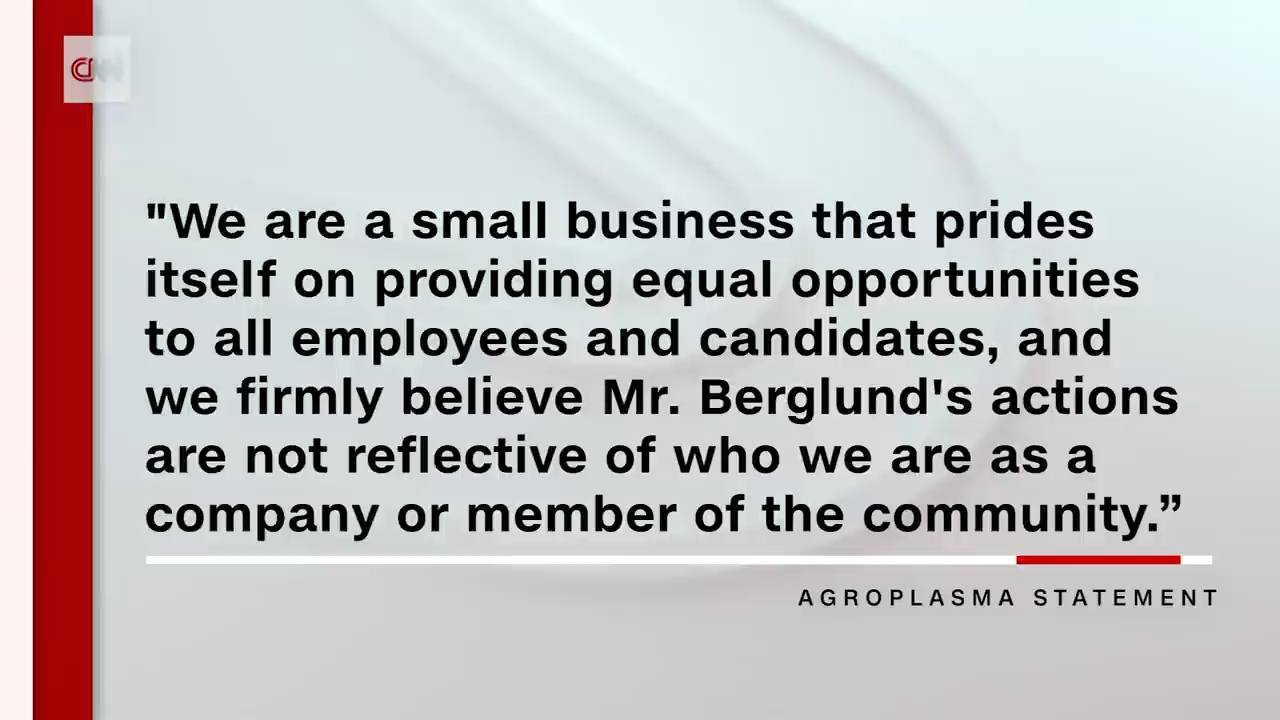 CNN
"We are a small business that prides
itself on providing equal opportunities
to all employees and candidates, and
we firmly believe Mr. Berglund's actions
are not reflective of who we are as a
company or member of the community.”
AGROPLASMA STATEMENT